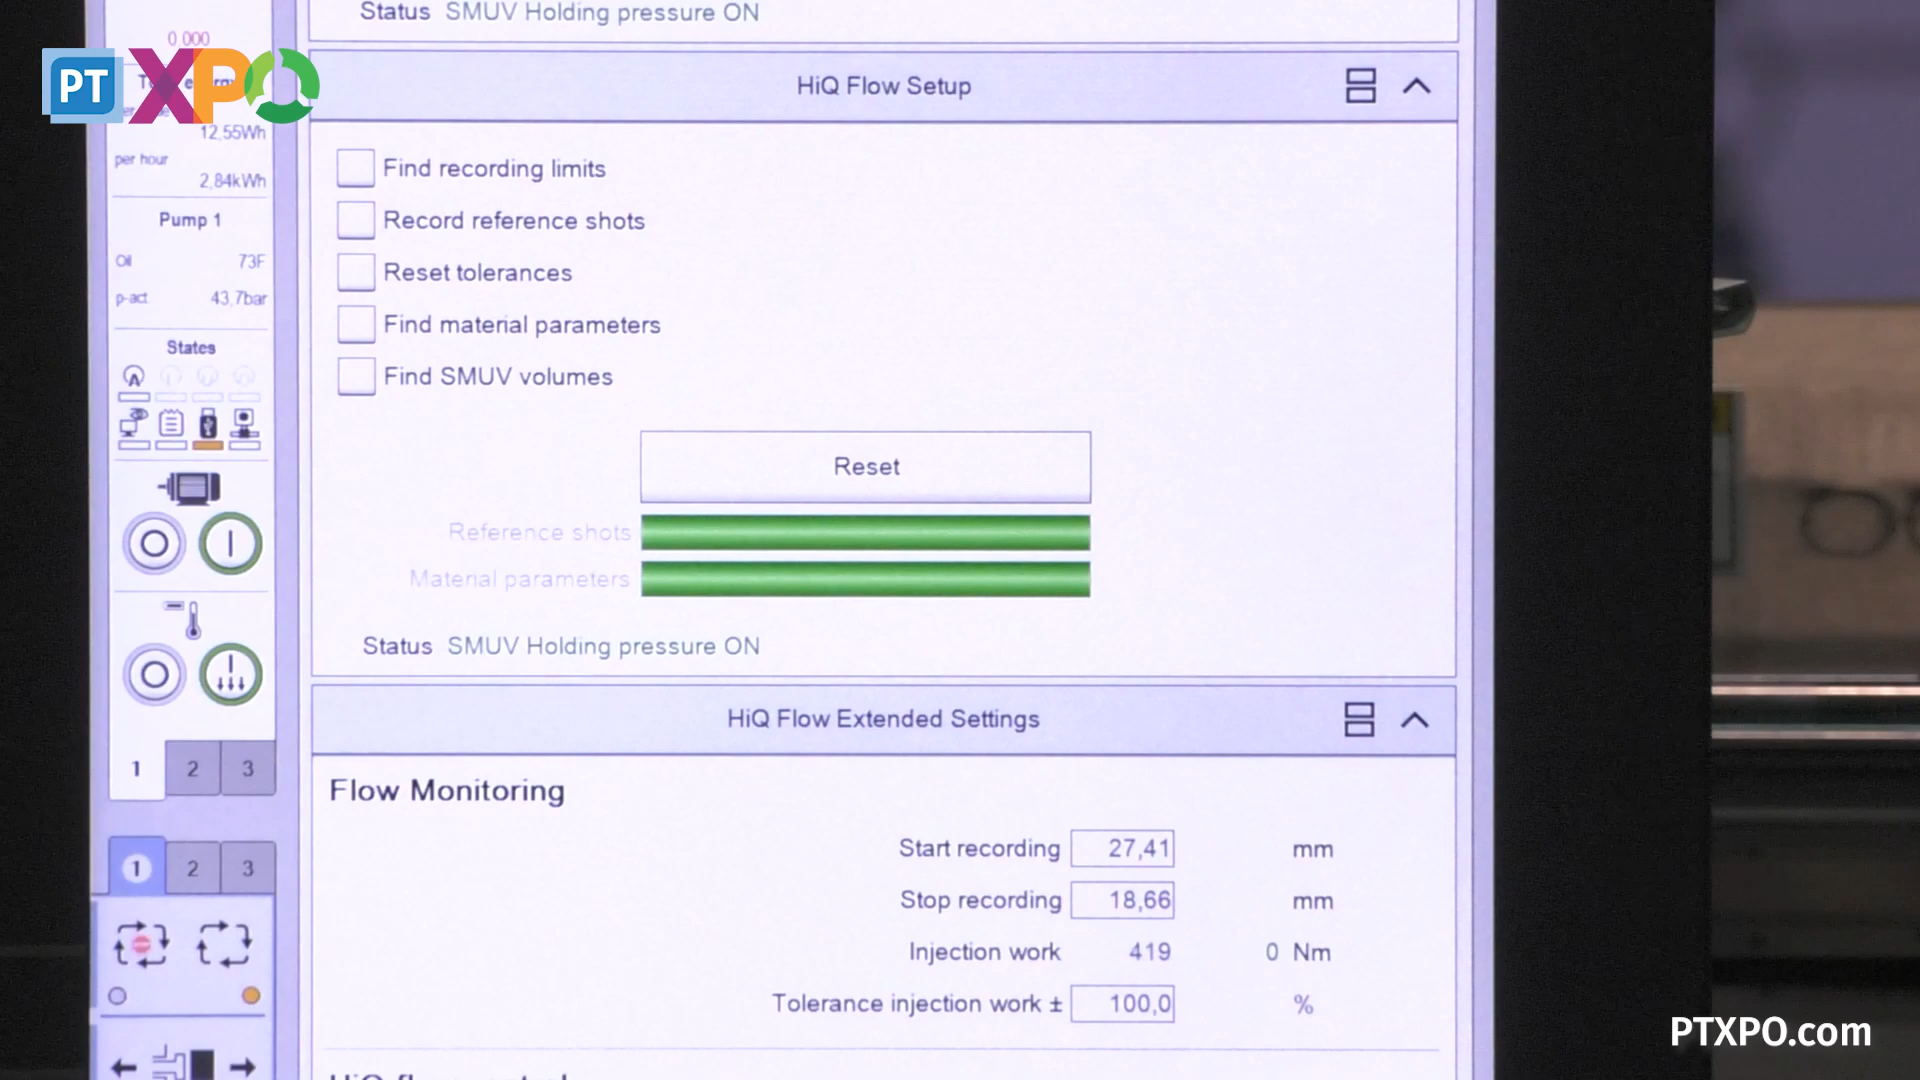 Status SMUV Holding pressure ON
0 000
PT XPO
HiQ Flow Setup
12,55Wh
per hour
2,84kWh
Pump 1
Oil 73F
p-act 43,7bar
States
Find recording limits
Record reference shots
Reset tolerances
Find material parameters
Find SMUV volumes
Reset
Reference shots
Material parameters
Status SMUV Holding pressure ON
1 2 3
HiQ Flow Extended Settings
Flow Monitoring
1 2 3
Start recording 27,41 mm
Stop recording 18,66 mm
Injection work 419 0 Nm
Tolerance injection work ± 100,0 %
PTXPO.com